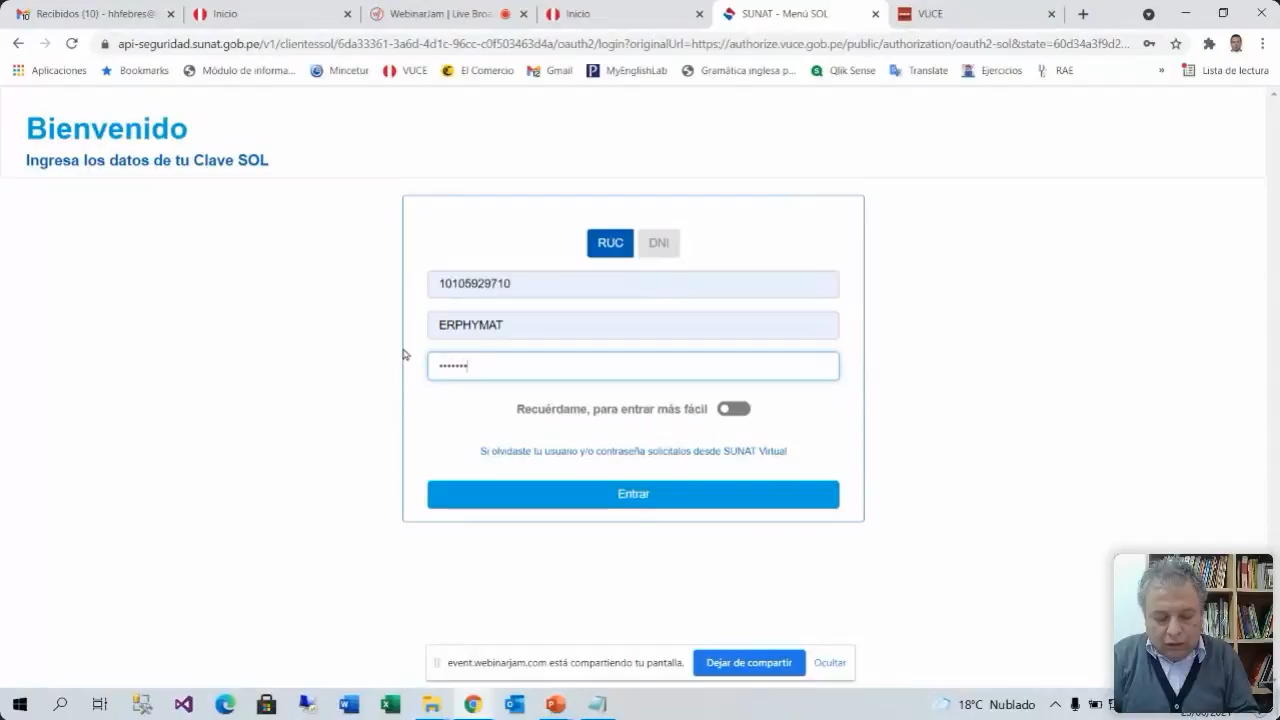 Recibidos (10) - hhfebres@
Inicio
WebinarJam | Live Broa
Inicio
SUNAT - Menú SOL
VUCE
api-seguridad.sunat.gob.pe/v1/clientessol/6da33361-3a6d-4d1c-96cc-c0f503463d4a/oauth2/login?originalUrl=https://authorize.vuce.gob.pe/public/authorization/oauth2-sol&state=60d34a3f9d2...
Aplicaciones
Bookmarks
Módulo de informa...
Mincetur
VUCE
El Comercio
Gmail
MyEnglishLab
Gramática inglesa p...
Qlik Sense
Translate
Ejercicios
RAE
»
Lista de lectura
Bienvenido
Ingresa los datos de tu Clave SOL
RUC
DNI
10105929710
ERPHYMAT
•••••••
Recuérdame, para entrar más fácil
Si olvidaste tu usuario y/o contraseña solicitalos desde SUNAT Virtual
Entrar
event.webinarjam.com está compartiendo tu pantalla.
Dejar de compartir
Ocultar
18°C Nublado